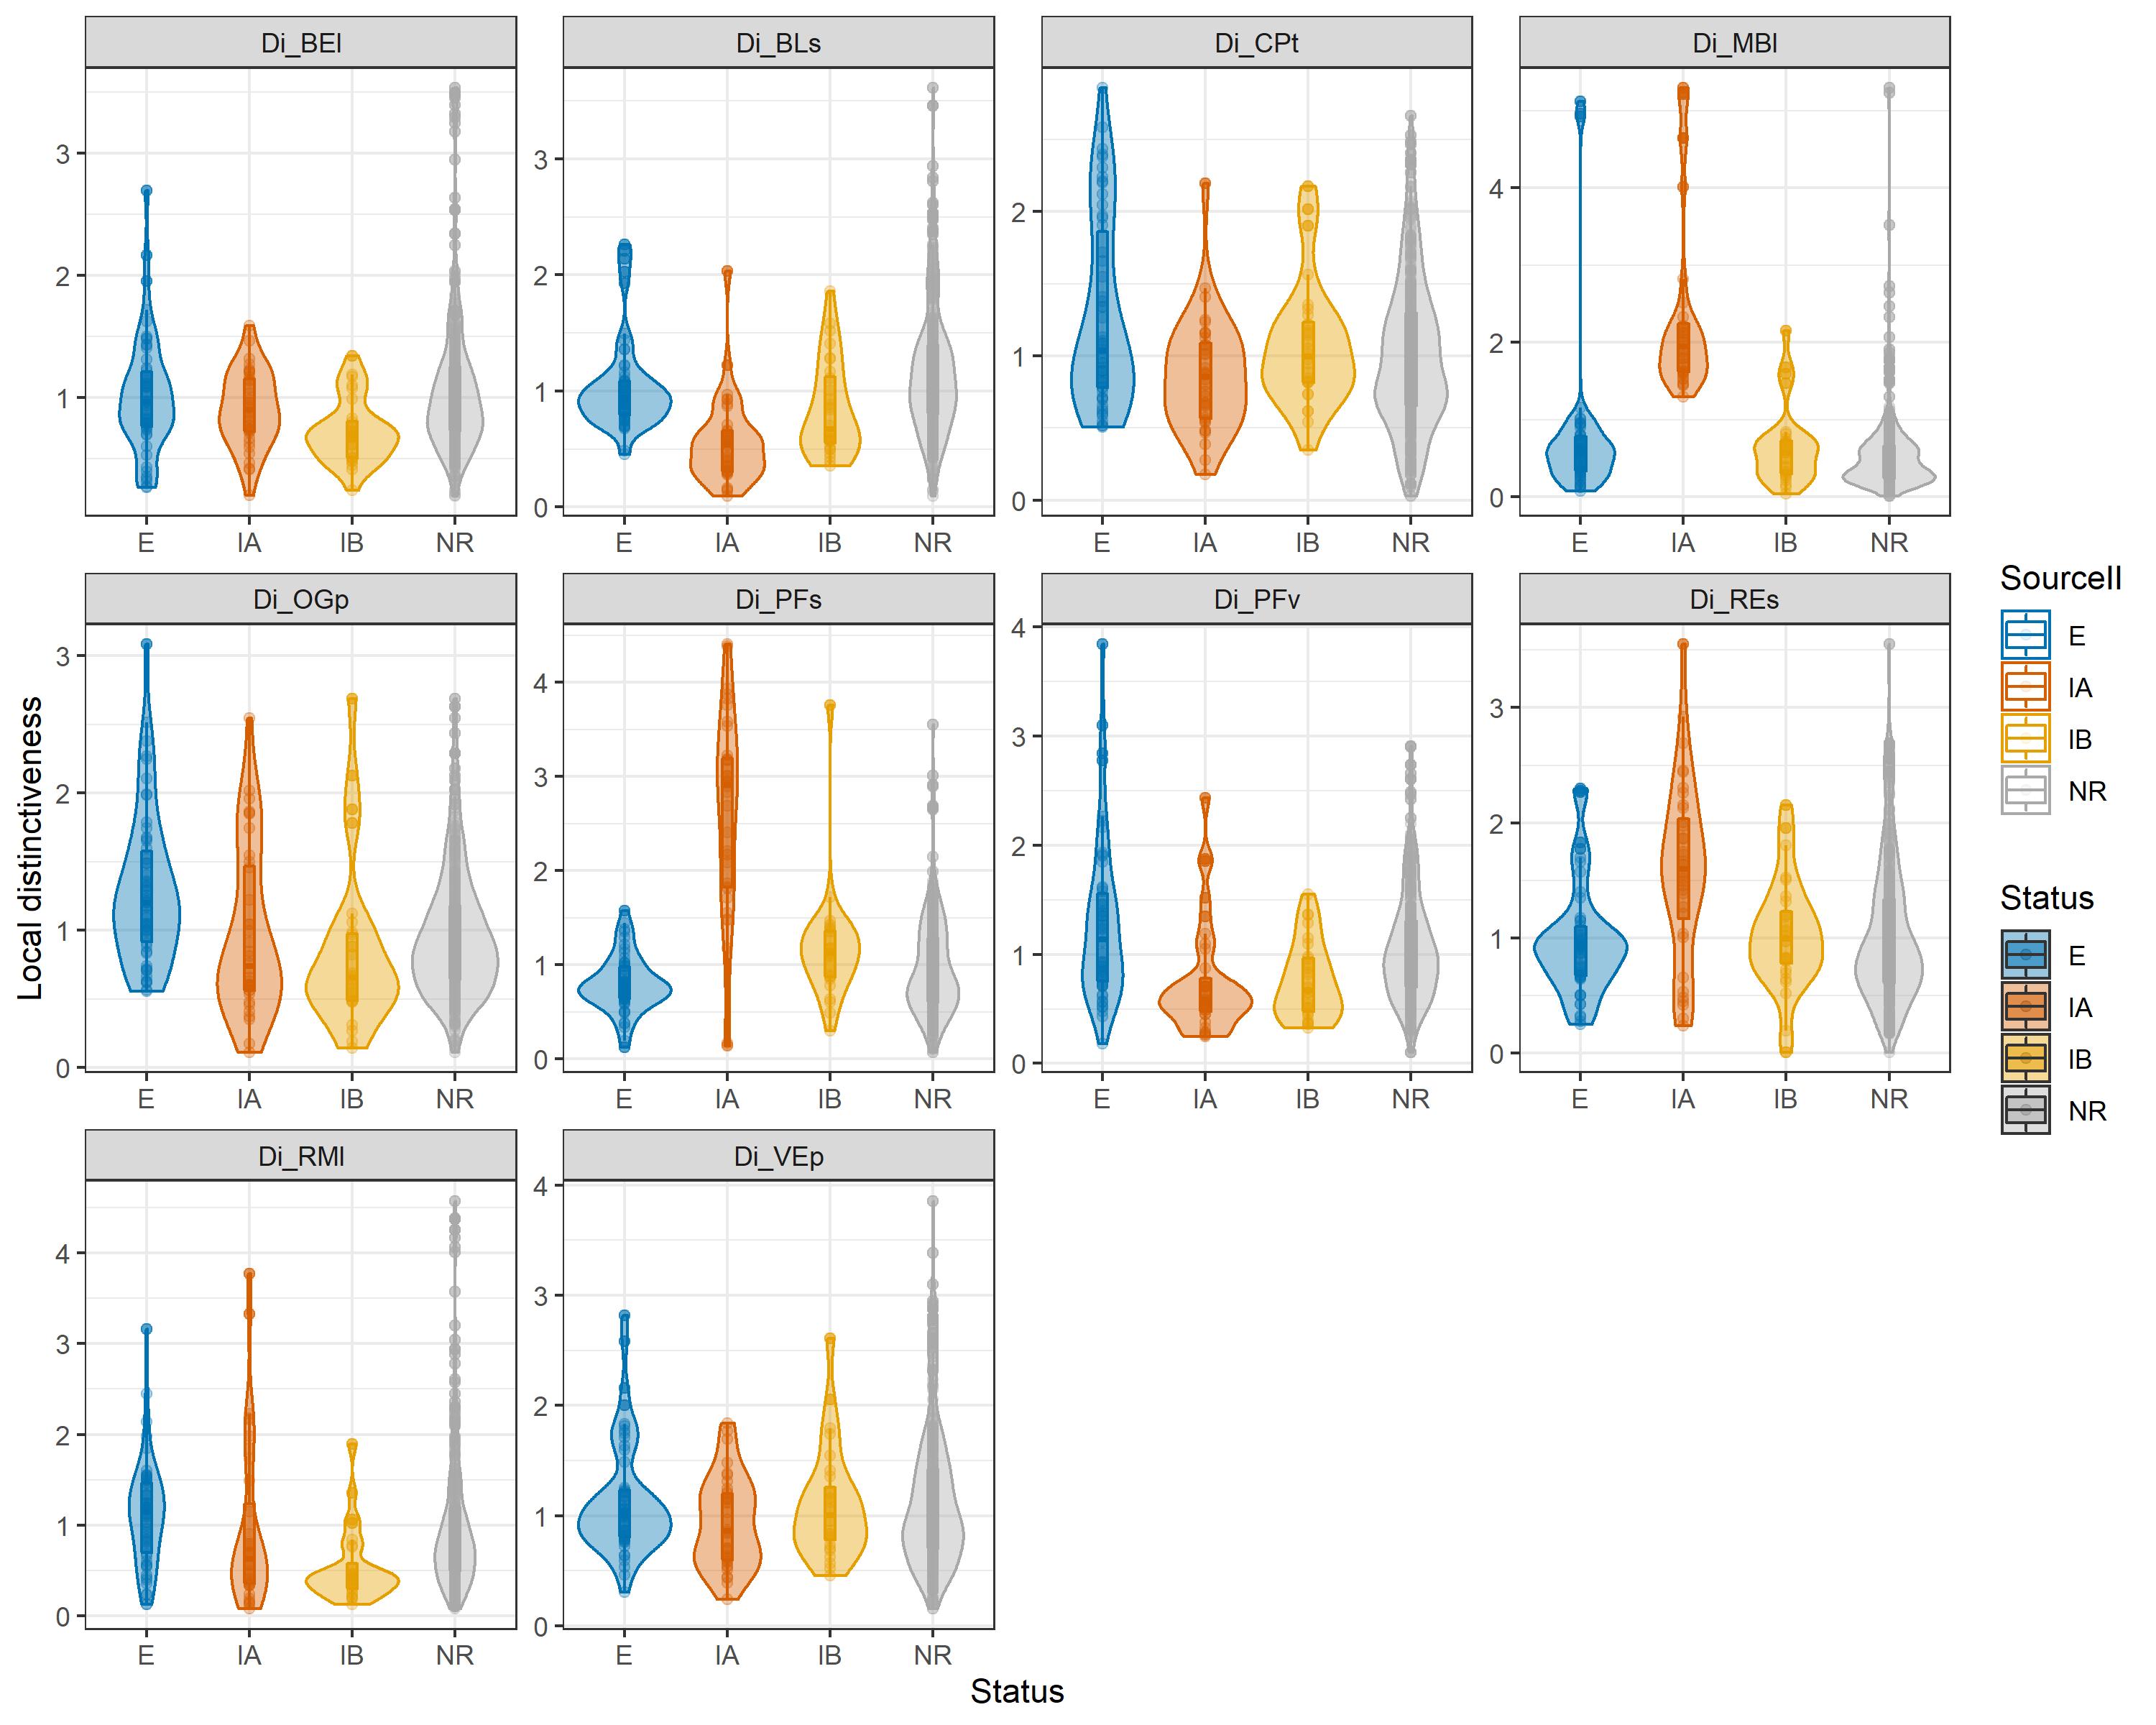 Di_BEl Di_BLs Di_CPt Di_MBl
3
2
1
3
2
1
0
2
1
0
4
2
0
E IA IB NR E IA IB NR E IA IB NR E IA IB NR
Di_OGp Di_PFs Di_PFv Di_REs
3
2
1
0
4
3
2
1
0
4
3
2
1
0
3
2
1
0
E IA IB NR E IA IB NR E IA IB NR E IA IB NR
Di_RMl Di_VEp
4
3
2
1
0
4
3
2
1
0
E IA IB NR E IA IB NR
Local distinctiveness
Status
SourceII
E
IA
IB
NR
Status
E
IA
IB
NR